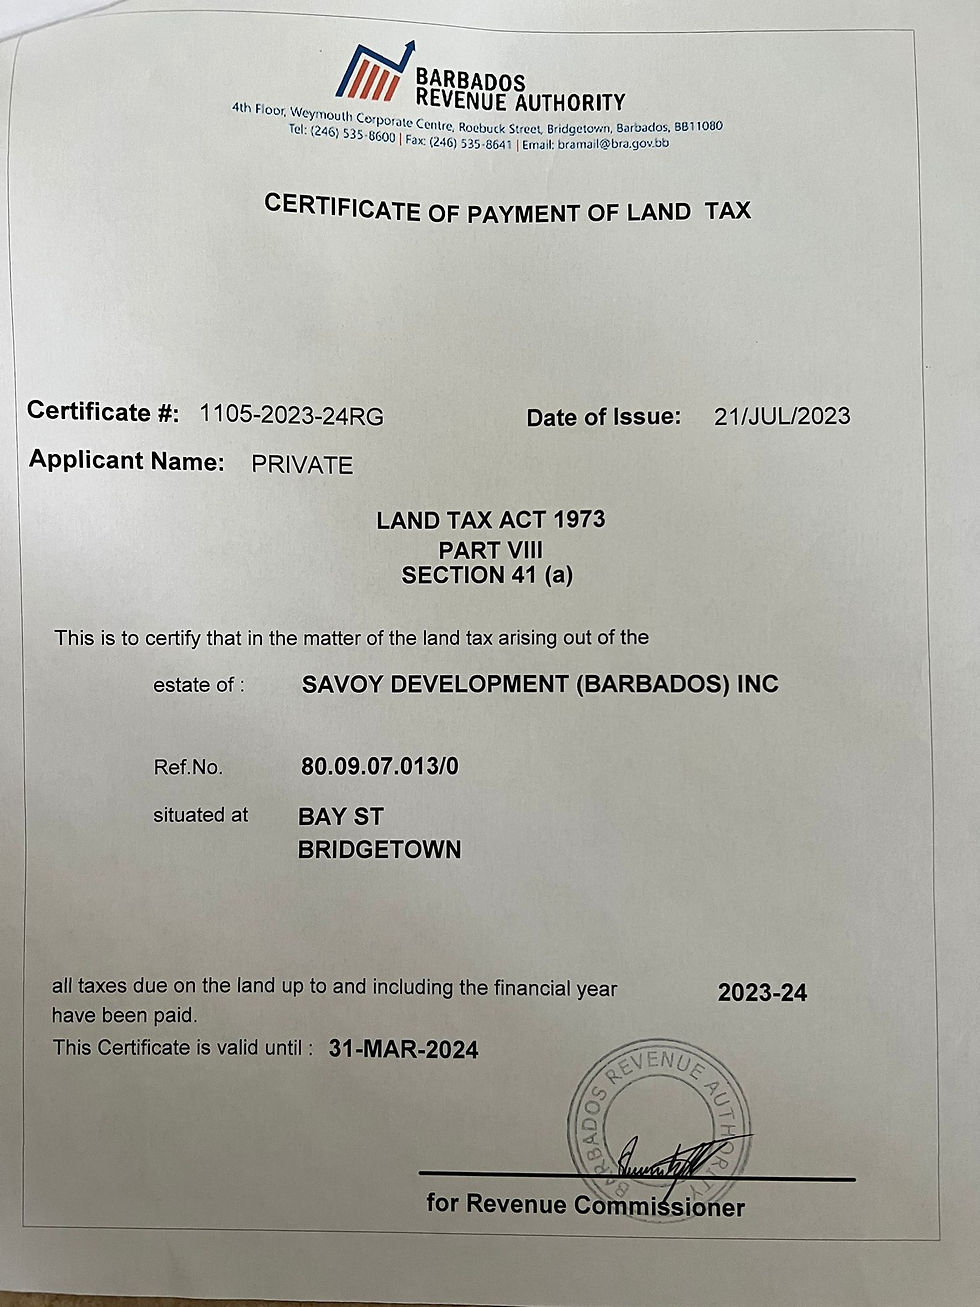 BARBADOS
REVENUE AUTHORITY
4th Floor, Weymouth Corporate Centre, Roebuck Street, Bridgetown, Barbados, BB11080
Tel: (246) 535-8600 | Fax: (246) 535-8641 | Email: bramail@bra.gov.bb
CERTIFICATE OF PAYMENT OF LAND TAX
Certificate #: 1105-2023-24RG Date of Issue: 21/JUL/2023
Applicant Name: PRIVATE
LAND TAX ACT 1973
PART VIII
SECTION 41 (a)
This is to certify that in the matter of the land tax arising out of the
estate of : SAVOY DEVELOPMENT (BARBADOS) INC
Ref.No. 80.09.07.013/0
situated at BAY ST
BRIDGETOWN
all taxes due on the land up to and including the financial year 2023-24
have been paid.
This Certificate is valid until : 31-MAR-2024
BARBADOS REVENUE AUTHORITY
for Revenue Commissioner